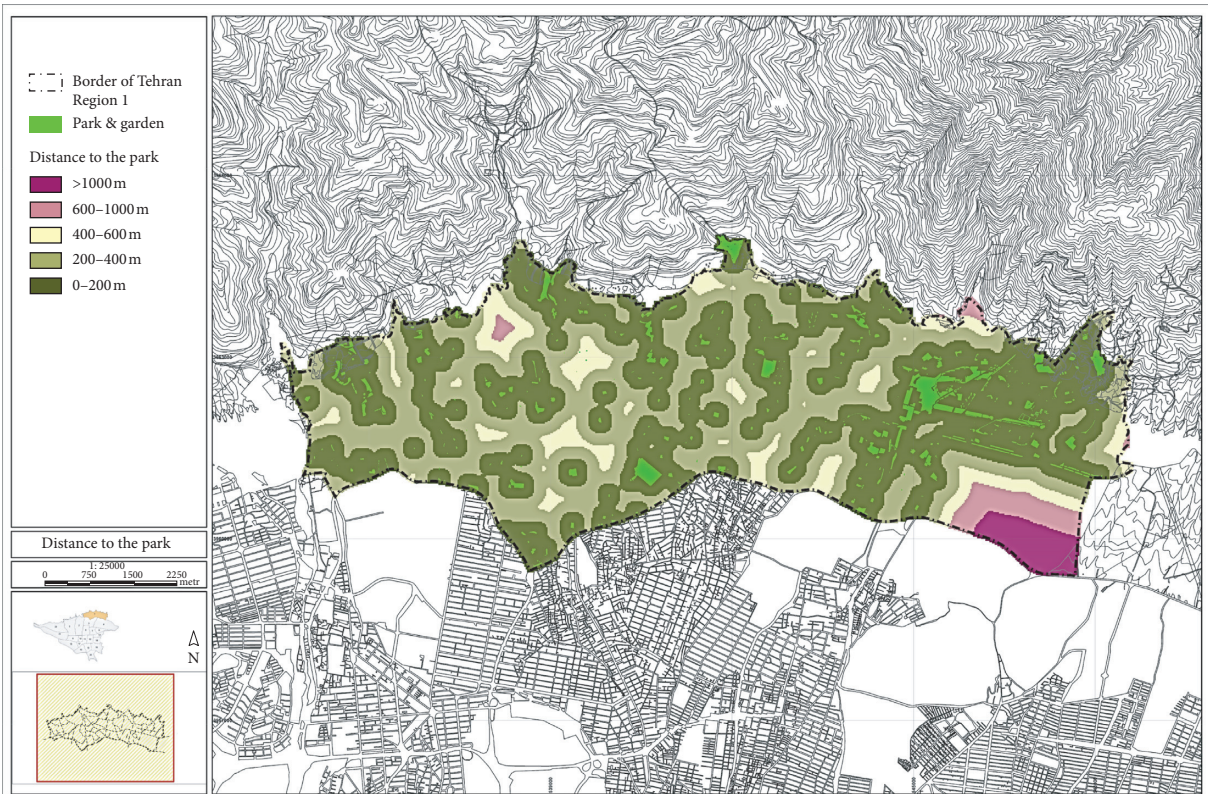 Border of Tehran
Region 1
Park & garden
Distance to the park
>1000 m
600–1000 m
400–600 m
200–400 m
0–200 m
Distance to the park
1: 25000
0 750 1500 2250 metr
N